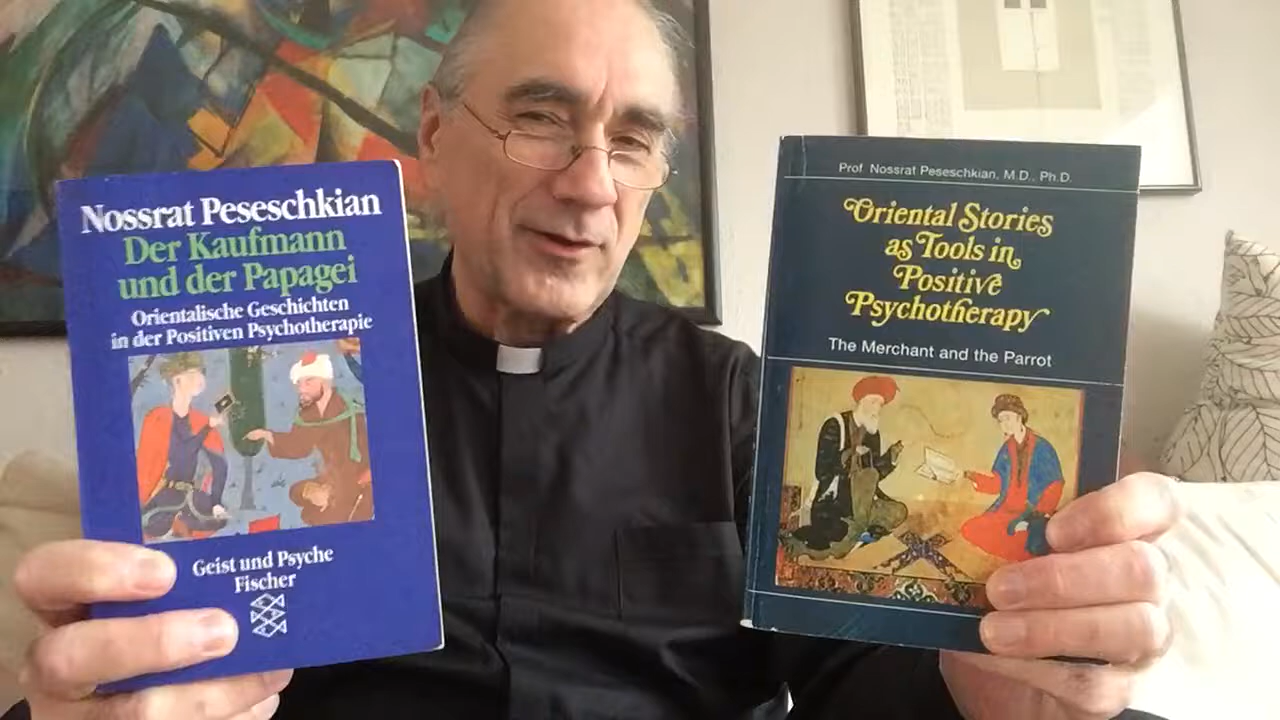 Nossrat Peseschkian
Der Kaufmann
und der Papagei
Orientalische Geschichten
in der Positiven Psychotherapie
Geist und Psyche
Fischer
Prof. Nossrat Peseschkian, M.D., Ph.D.
Oriental Stories
as Tools in
Positive
Psychotherapy
The Merchant and the Parrot